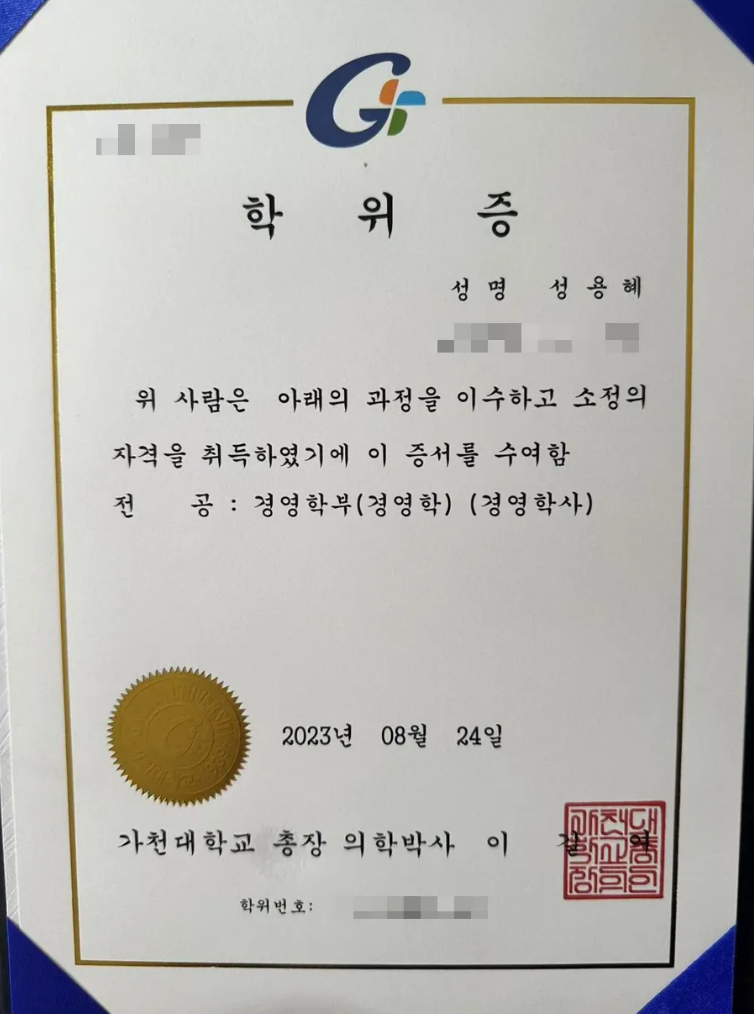 학 위 증
성 명 성 용 혜
위 사람은 아래의 과정을 이수하고 소정의
자격을 취득하였기에 이 증서를 수여함
전 공 : 경영학부(경영학) (경영학사)
2023년 08월 24일
가천대학교 총장 의학박사 이 길 여
학위번호: